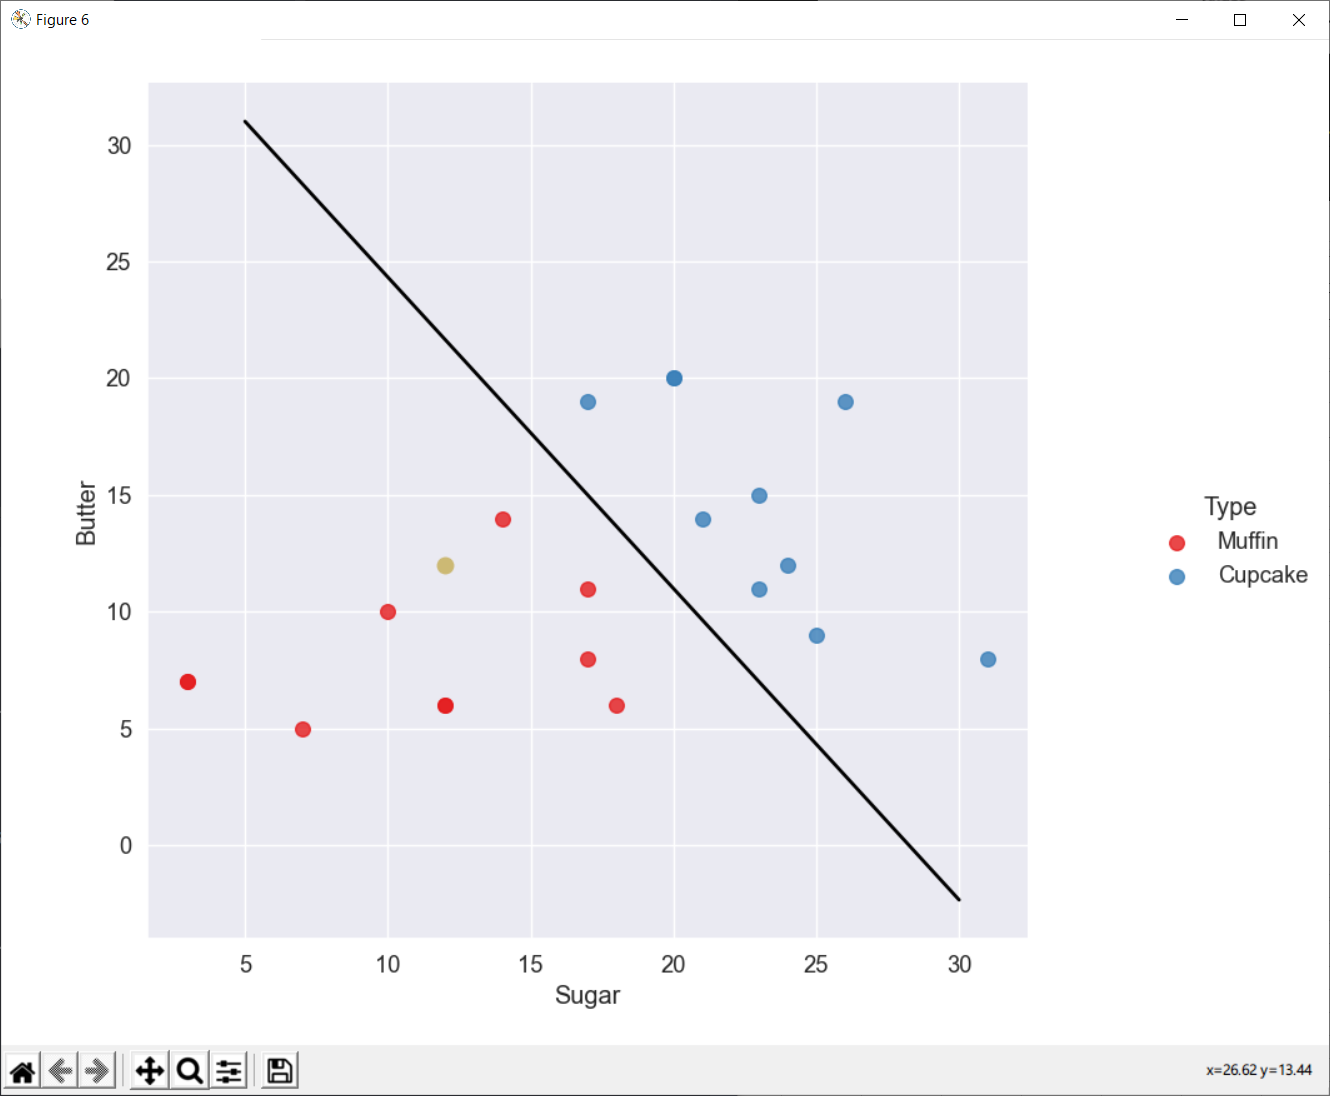 Figure 6
30
25
20
15
10
5
0
Butter
5 10 15 20 25 30
Sugar
Type
Muffin
Cupcake
x=26.62 y=13.44